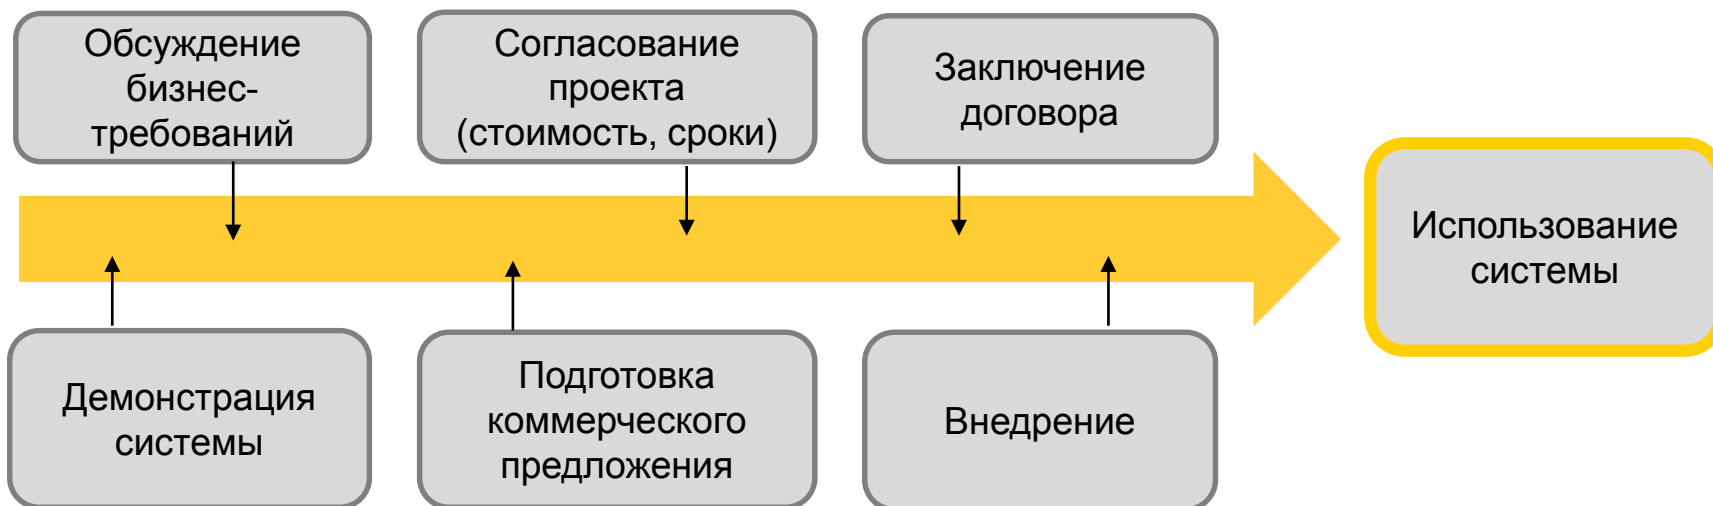 Обсуждение
бизнес-
требований
Согласование
проекта
(стоимость, сроки)
Заключение
договора
Использование
системы
Демонстрация
системы
Подготовка
коммерческого
предложения
Внедрение